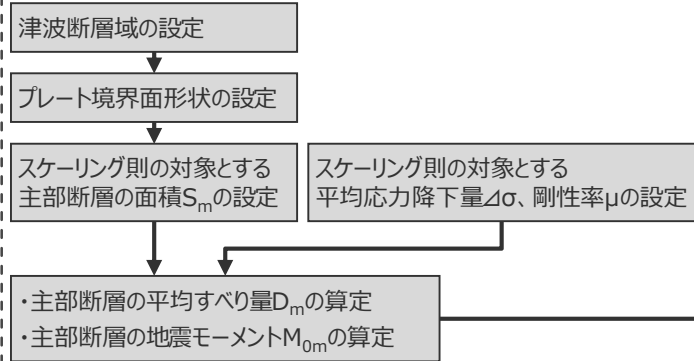 津波断層域の設定
プレート境界面形状の設定
スケーリング則の対象とする
主部断層の面積Smの設定
スケーリング則の対象とする
平均応力降下量⊿σ、剛性率μの設定
・主部断層の平均すべり量Dmの算定
・主部断層の地震モーメントM0mの算定